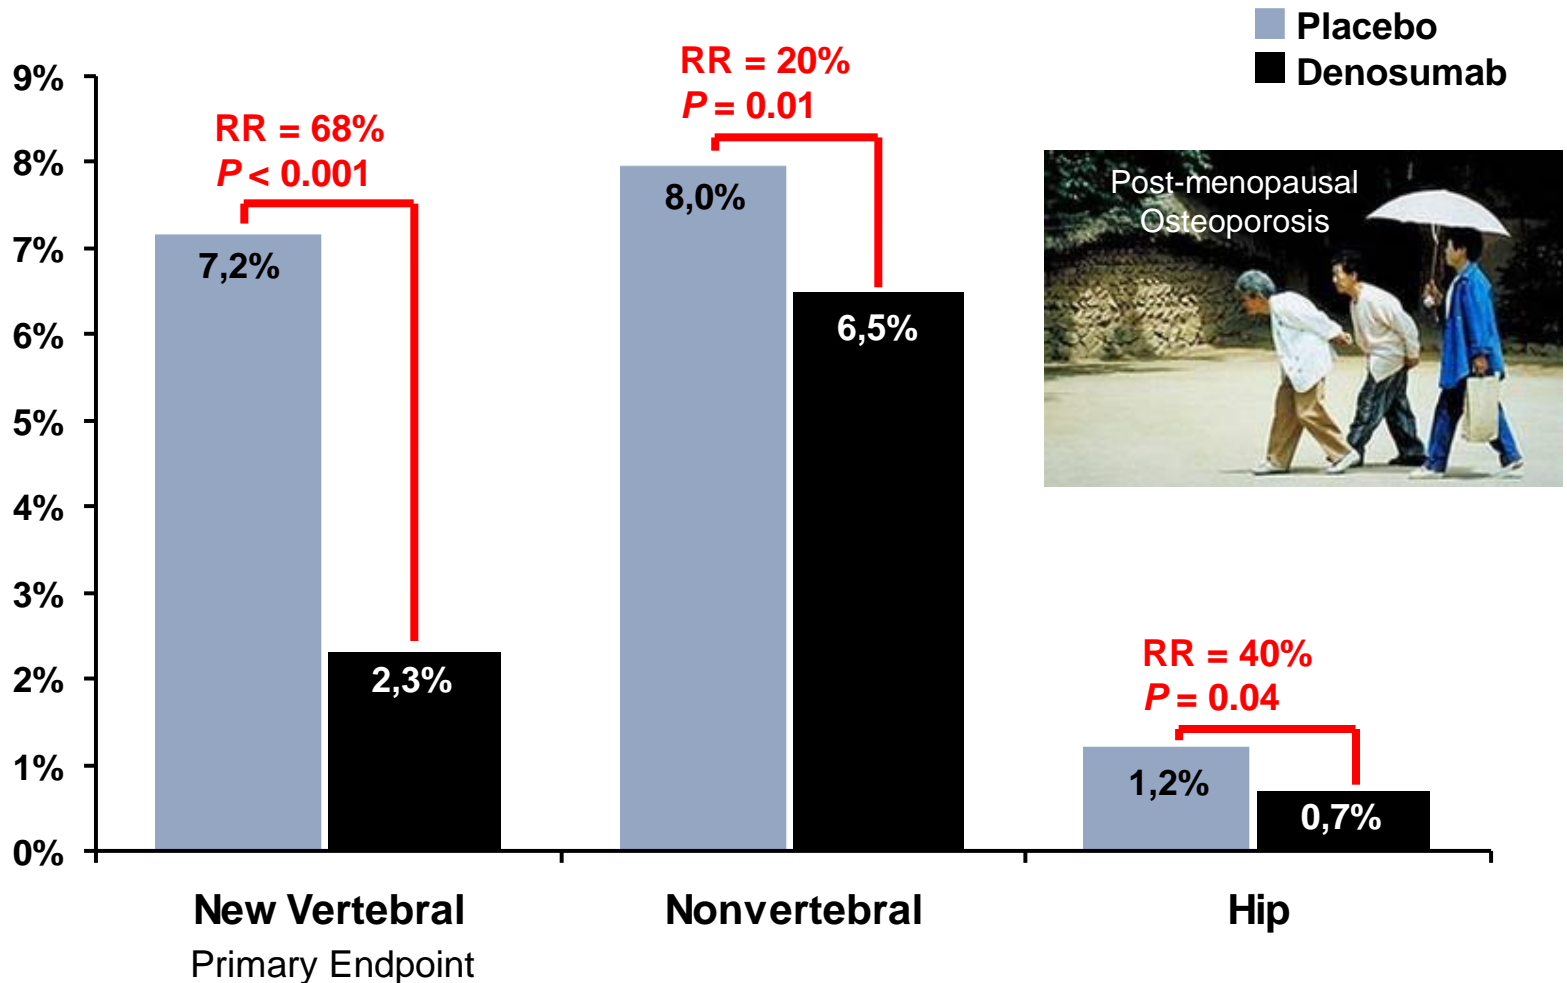 Placebo
Denosumab
9%
8%
7%
6%
5%
4%
3%
2%
1%
0%
RR = 68%
P < 0.001
7,2%
2,3%
RR = 20%
P = 0.01
8,0%
6,5%
Post-menopausal
Osteoporosis
RR = 40%
P = 0.04
1,2%
0,7%
New Vertebral
Primary Endpoint
Nonvertebral
Hip